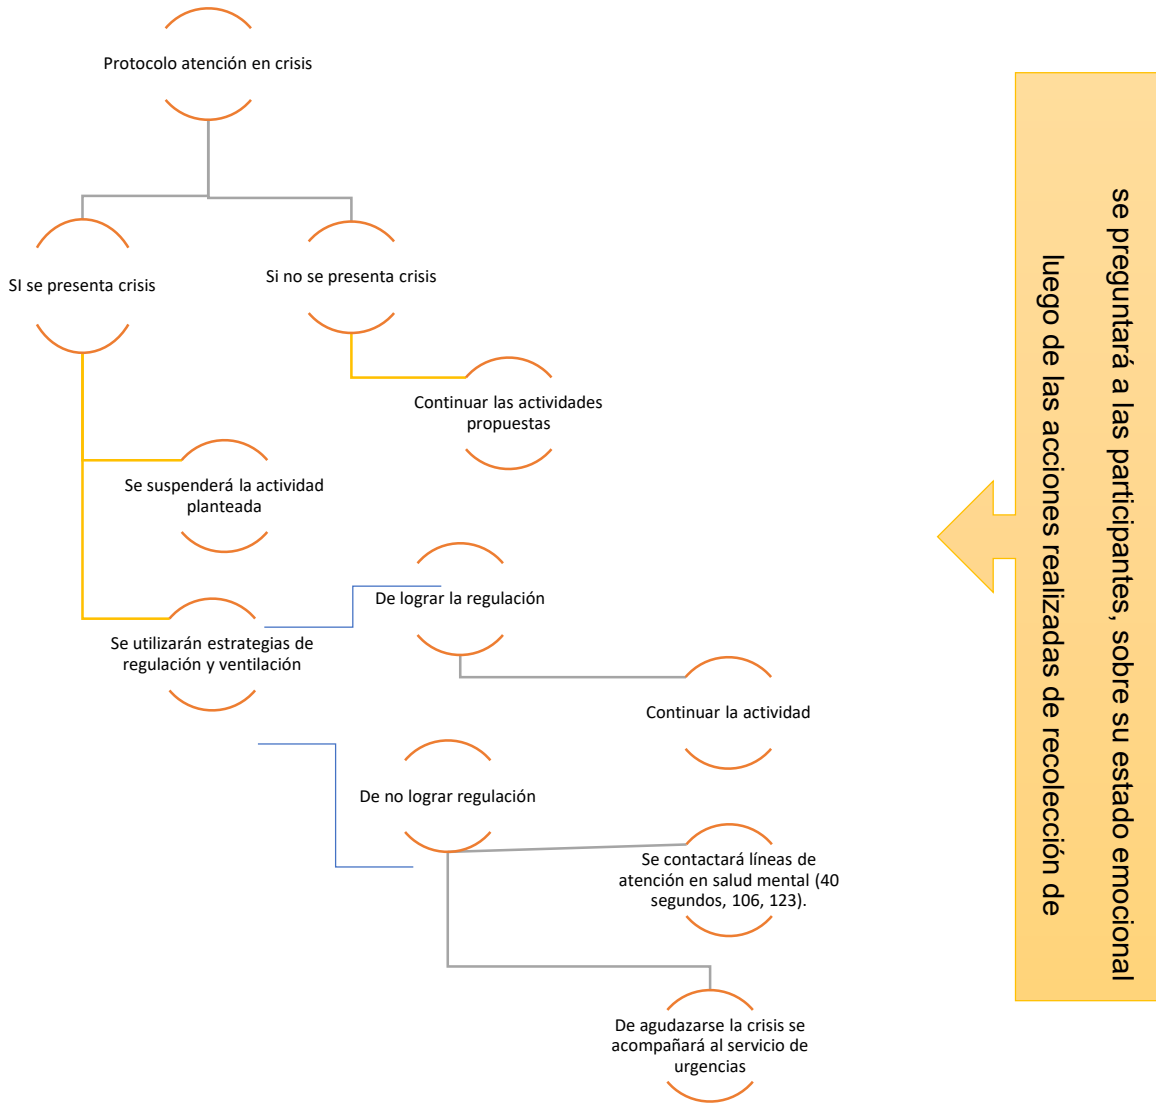 Protocolo atención en crisis
SI se presenta crisis
Si no se presenta crisis
Continuar las actividades
propuestas
Se suspenderá la actividad
planteada
Se utilizarán estrategias de
regulación y ventilación
De lograr la regulación
Continuar la actividad
De no lograr regulación
Se contactará líneas de
atención en salud mental (40
segundos, 106, 123).
De agudazarse la crisis se
acompañará al servicio de
urgencias
se preguntará a las participantes, sobre su estado emocional
luego de las acciones realizadas de recolección de